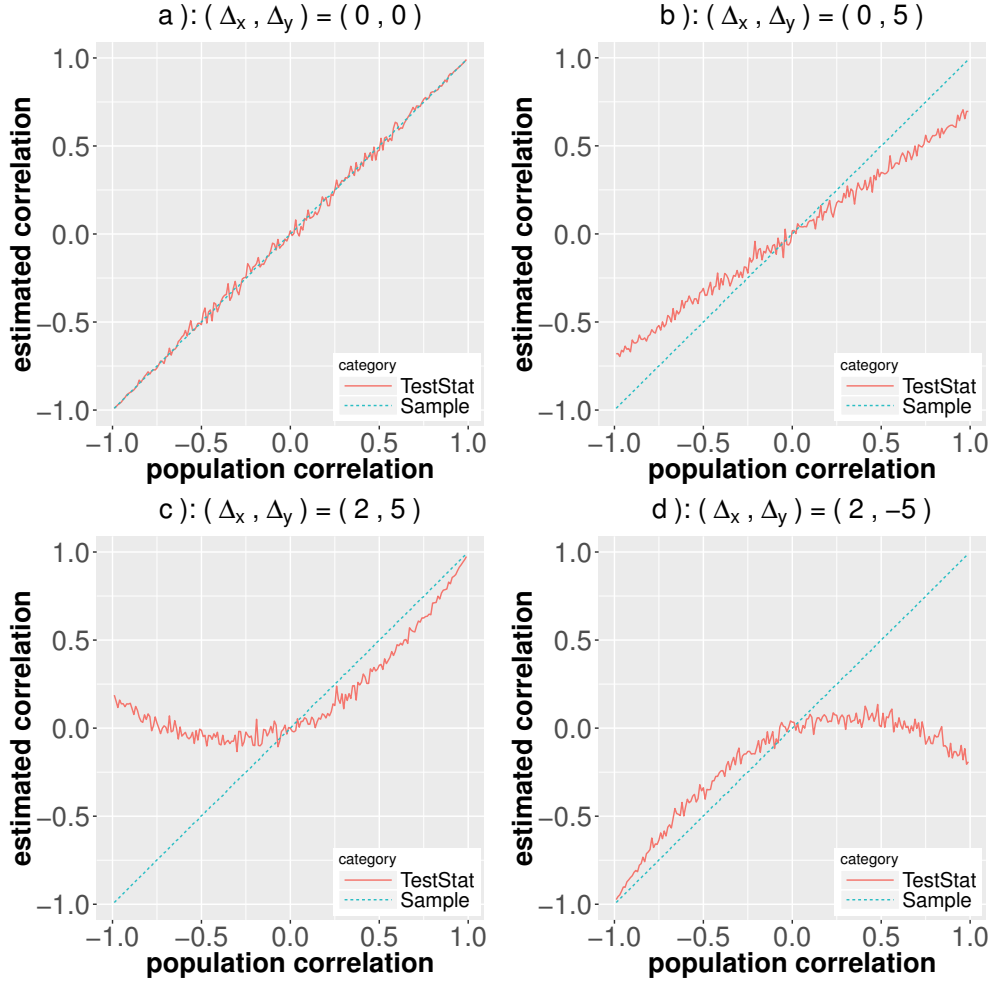 a ): ( Δx , Δy ) = ( 0 , 0 )
1.0
0.5
0.0
−0.5
−1.0
estimated correlation
category
TestStat
Sample
−1.0 −0.5 0.0 0.5 1.0
population correlation
b ): ( Δx , Δy ) = ( 0 , 5 )
1.0
0.5
0.0
−0.5
−1.0
estimated correlation
category
TestStat
Sample
−1.0 −0.5 0.0 0.5 1.0
population correlation
c ): ( Δx , Δy ) = ( 2 , 5 )
1.0
0.5
0.0
−0.5
−1.0
estimated correlation
category
TestStat
Sample
−1.0 −0.5 0.0 0.5 1.0
population correlation
d ): ( Δx , Δy ) = ( 2 , −5 )
1.0
0.5
0.0
−0.5
−1.0
estimated correlation
category
TestStat
Sample
−1.0 −0.5 0.0 0.5 1.0
population correlation